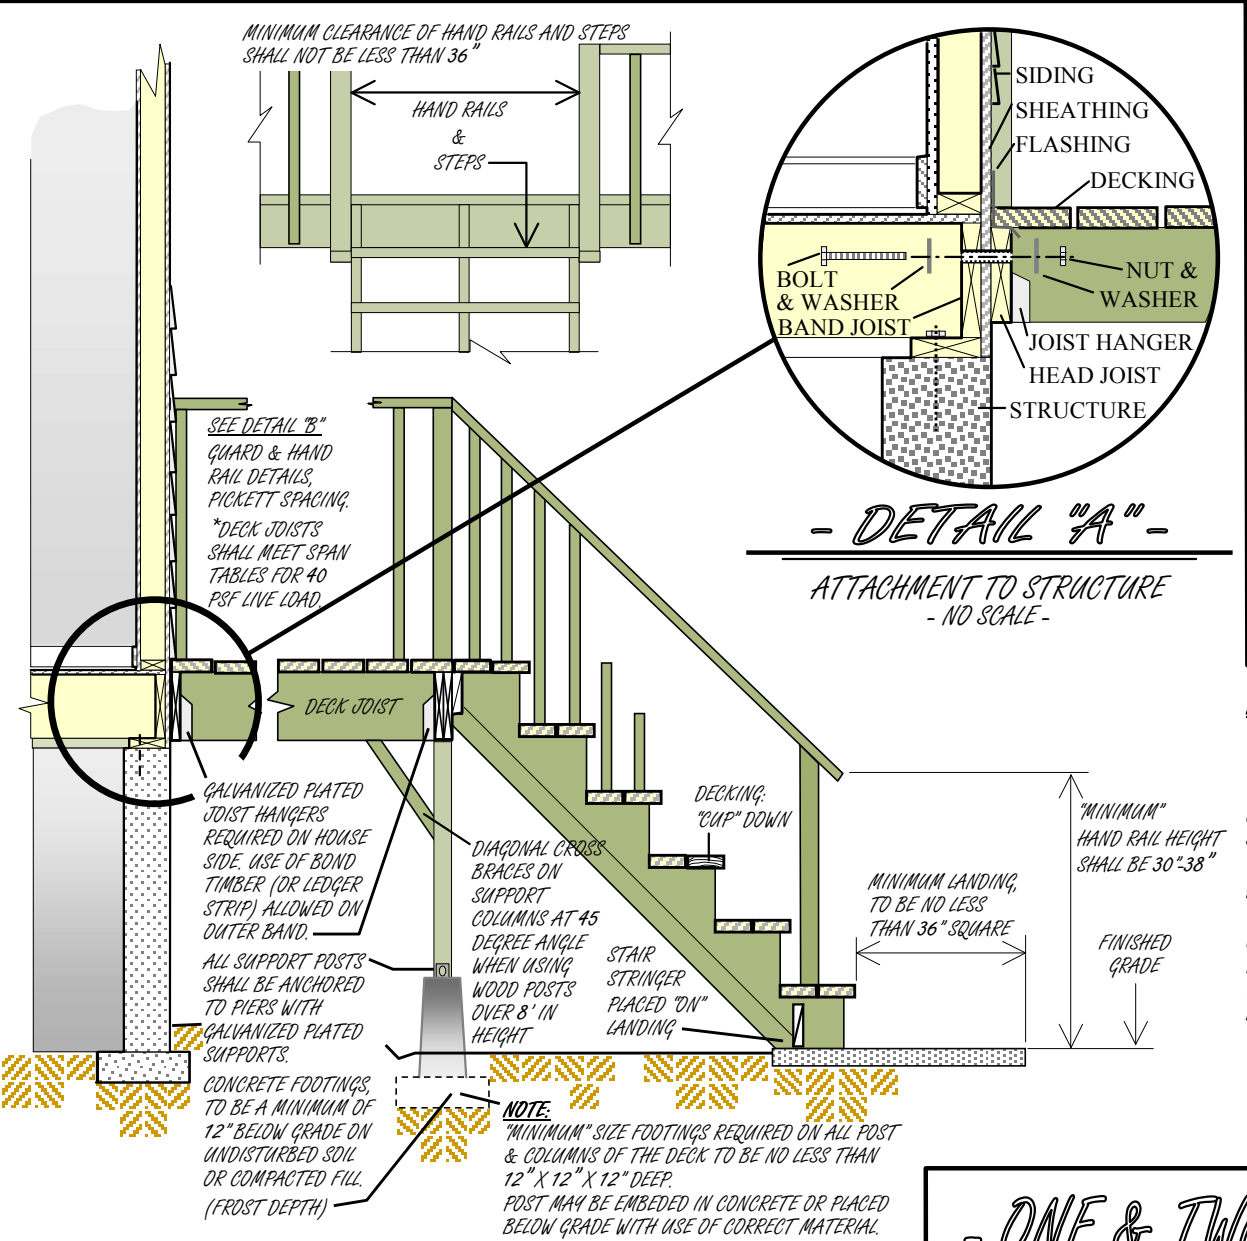 MINIMUM CLEARANCE OF HAND RAILS AND STEPS
SHALL NOT BE LESS THAN 36"
HAND RAILS
&
STEPS
SIDING
SHEATHING
FLASHING
DECKING
BOLT
& WASHER
BAND JOIST
NUT &
WASHER
JOIST HANGER
HEAD JOIST
STRUCTURE
- DETAIL "A" -
ATTACHMENT TO STRUCTURE
- NO SCALE -
SEE DETAIL "B"
GUARD & HAND
RAIL DETAILS,
PICKETT SPACING.
*DECK JOISTS
SHALL MEET SPAN
TABLES FOR 40
PSF LIVE LOAD.
DECK JOIST
GALVANIZED PLATED
JOIST HANGERS
REQUIRED ON HOUSE
SIDE. USE OF BOND
TIMBER (OR LEDGER
STRIP) ALLOWED ON
OUTER BAND.
ALL SUPPORT POSTS
SHALL BE ANCHORED
TO PIERS WITH
GALVANIZED PLATED
SUPPORTS.
CONCRETE FOOTINGS,
TO BE A MINIMUM OF
12" BELOW GRADE ON
UNDISTURBED SOIL
OR COMPACTED FILL.
(FROST DEPTH)
DIAGONAL CROSS
BRACES ON
SUPPORT
COLUMNS AT 45
DEGREE ANGLE
WHEN USING
WOOD POSTS
OVER 8' IN
HEIGHT
DECKING:
"CUP" DOWN
STAIR
STRINGER
PLACED "ON"
LANDING
MINIMUM LANDING,
TO BE NO LESS
THAN 36" SQUARE
"MINIMUM"
HAND RAIL HEIGHT
SHALL BE 30"-38"
FINISHED
GRADE
NOTE:
"MINIMUM" SIZE FOOTINGS REQUIRED ON ALL POST
& COLUMNS OF THE DECK TO BE NO LESS THAN
12" X 12" X 12" DEEP.
POST MAY BE EMBEDED IN CONCRETE OR PLACED
BELOW GRADE WITH USE OF CORRECT MATERIAL.
- ONE & TW